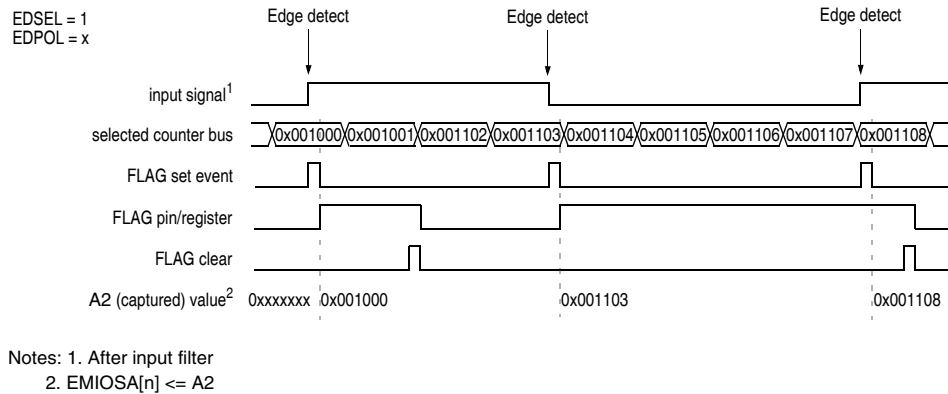 EDSEL = 1
EDPOL = x
Edge detect Edge detect Edge detect
input signal1
selected counter bus 0x001000 0x001001 0x001102 0x001103 0x001104 0x001105 0x001106 0x001107 0x001108
FLAG set event
FLAG pin/register
FLAG clear
A2 (captured) value2 0xxxxxxx 0x001000 0x001103 0x001108
Notes: 1. After input filter
2. EMIOSA[n] <= A2